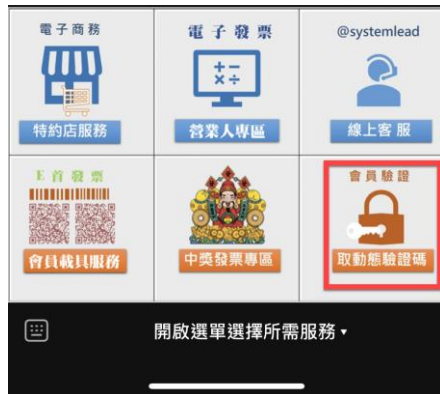 電子商務
特約店服務
電子發票
營業人專區
@systemlead
線上客服
E首發票
會員載具服務
中獎發票專區
會員驗證
取動態驗證碼
開啟選單選擇所需服務